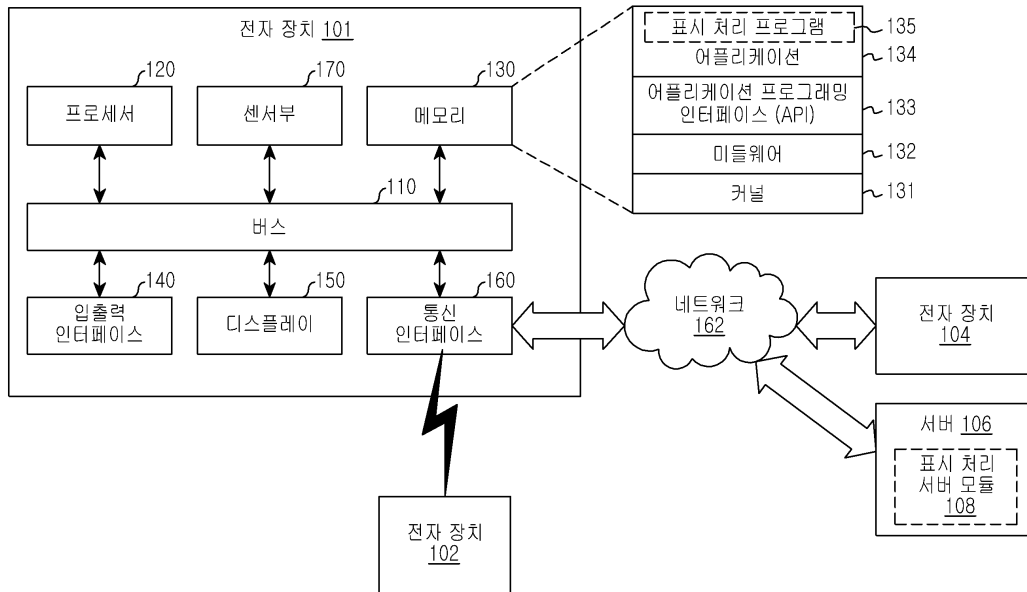 전자 장치 101
120
프로세서
170
센서부
130
메모리
110
버스
140
입출력
인터페이스
150
디스플레이
160
통신
인터페이스
표시 처리 프로그램
135
어플리케이션
134
어플리케이션 프로그래밍
인터페이스 (API)
133
미들웨어
132
커널
131
네트워크
162
전자 장치
104
서버 106
표시 처리
서버 모듈
108
전자 장치
102